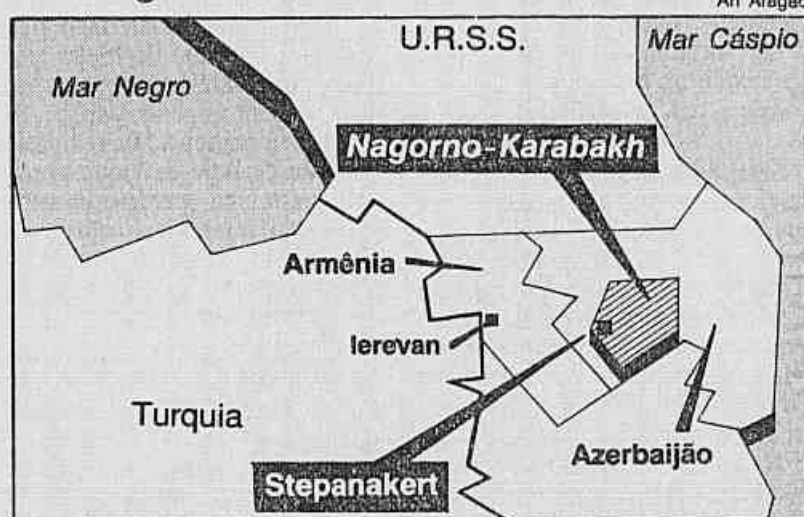 U.R.S.S.
Mar Cáspio
Mar Negro
Nagorno-Karabakh
Armênia
Ierevan
Turquia
Azerbaijão
Stepanakert